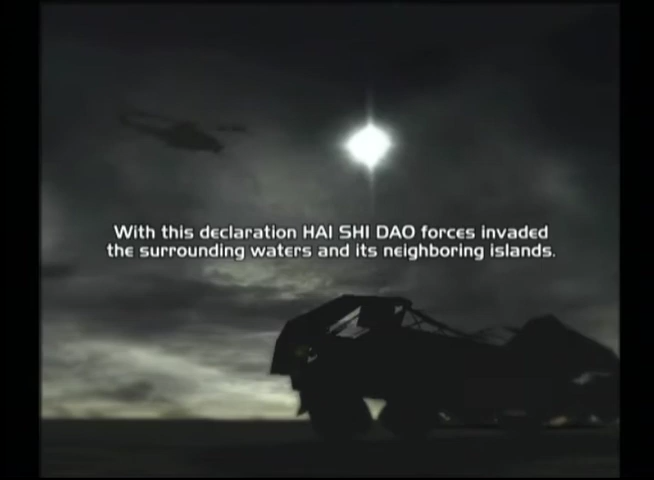 With this declaration HAI SHI DAO forces invaded
the surrounding waters and its neighboring islands.